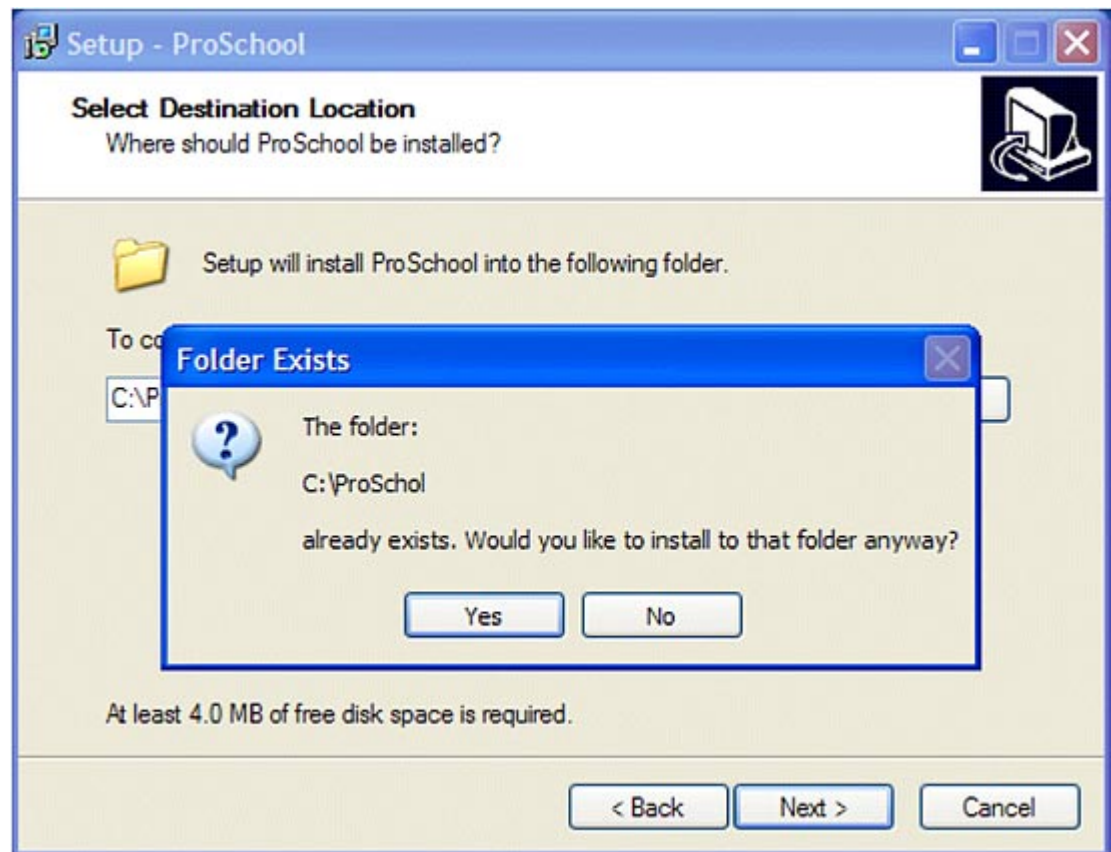 Setup - ProSchool
Select Destination Location
Where should ProSchool be installed?
Setup will install ProSchool into the following folder.
To co
C:\P
Folder Exists
The folder:
C:\ProSchol
already exists. Would you like to install to that folder anyway?
Yes No
At least 4.0 MB of free disk space is required.
< Back Next > Cancel